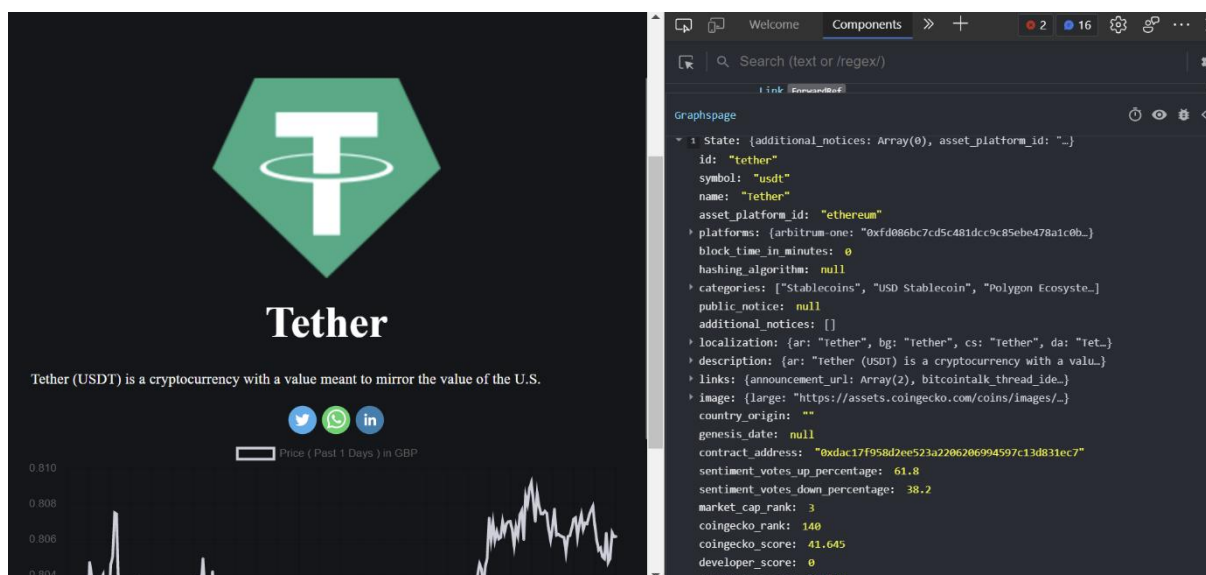 T
Tether
Tether (USDT) is a cryptocurrency with a value meant to mirror the value of the U.S.
in
Price ( Past 1 Days ) in GBP
0.810
0.808
0.806
0.804
Welcome
Components
2
16
Search (text or /regex/)
Link ForwardRef
Graphspage
1 State: {additional_notices: Array(0), asset_platform_id: "…}
id: "tether"
symbol: "usdt"
name: "Tether"
asset_platform_id: "ethereum"
platforms: {arbitrum-one: "0xfd086bc7cd5c481dcc9c85ebe478a1c0b…}
block_time_in_minutes: 0
hashing_algorithm: null
categories: ["Stablecoins", "USD Stablecoin", "Polygon Ecosyste…]
public_notice: null
additional_notices: []
localization: {ar: "Tether", bg: "Tether", cs: "Tether", da: "Tet…}
description: {ar: "Tether (USDT) is a cryptocurrency with a valu…}
links: {announcement_url: Array(2), bitcointalk_thread_ide…}
image: {large: "https://assets.coingecko.com/coins/images/…}
country_origin: ""
genesis_date: null
contract_address: "0xdac17f958d2ee523a2206206994597c13d831ec7"
sentiment_votes_up_percentage: 61.8
sentiment_votes_down_percentage: 38.2
market_cap_rank: 3
coingecko_rank: 140
coingecko_score: 41.645
developer_score: 0